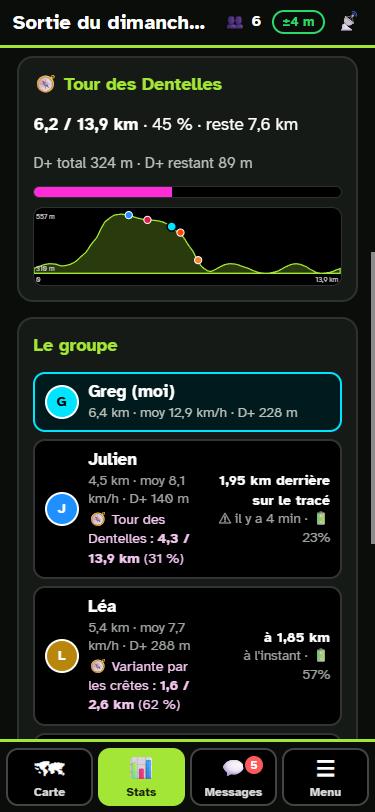 Sortie du dimanch... 6 ±4 m
Tour des Dentelles
6,2 / 13,9 km · 45 % · reste 7,6 km
D+ total 324 m · D+ restant 89 m
557 m
319 m
0 13,9 km
Le groupe
G
Greg (moi)
6,4 km · moy 12,9 km/h · D+ 228 m
J
Julien
4,5 km · moy 8,1
km/h · D+ 140 m
Tour des
Dentelles : 4,3 /
13,9 km (31 %)
1,95 km derrière
sur le tracé
⚠ il y a 4 min ·
23%
L
Léa
5,4 km · moy 7,7
km/h · D+ 288 m
Variante par
les crêtes : 1,6 /
2,6 km (62 %)
à 1,85 km
à l'instant ·
57%
5
Carte Stats Messages Menu